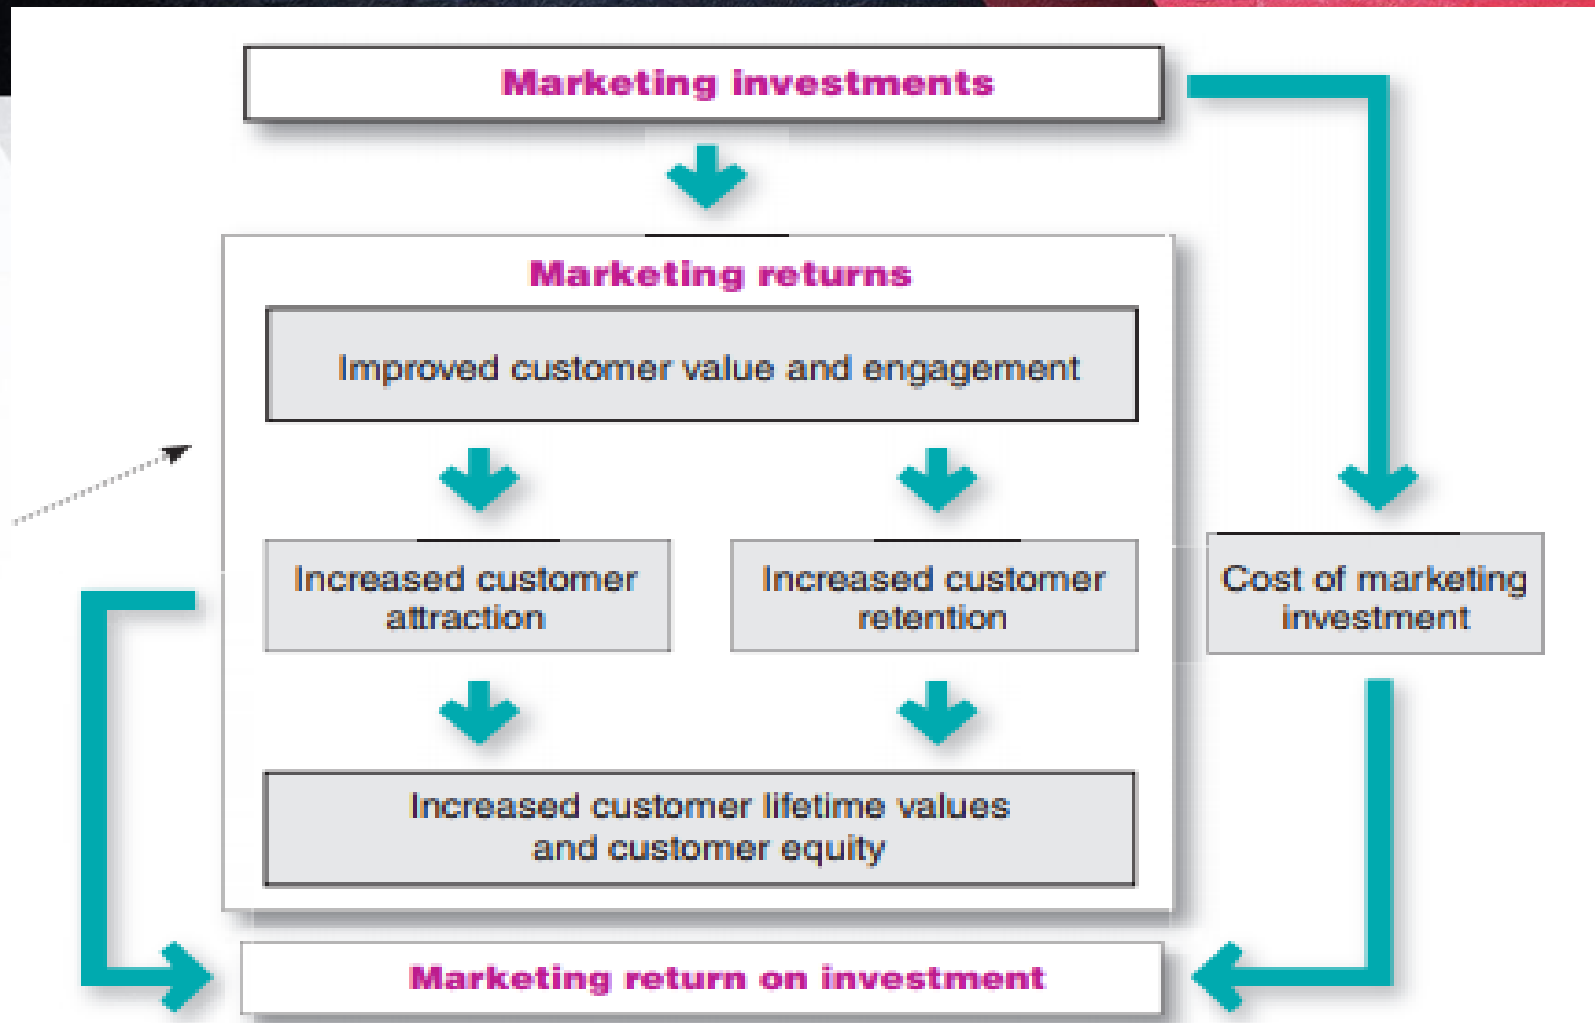 Marketing investments
Marketing returns
Improved customer value and engagement
Increased customer
attraction
Increased customer
retention
Cost of marketing
investment
Increased customer lifetime values
and customer equity
Marketing return on investment